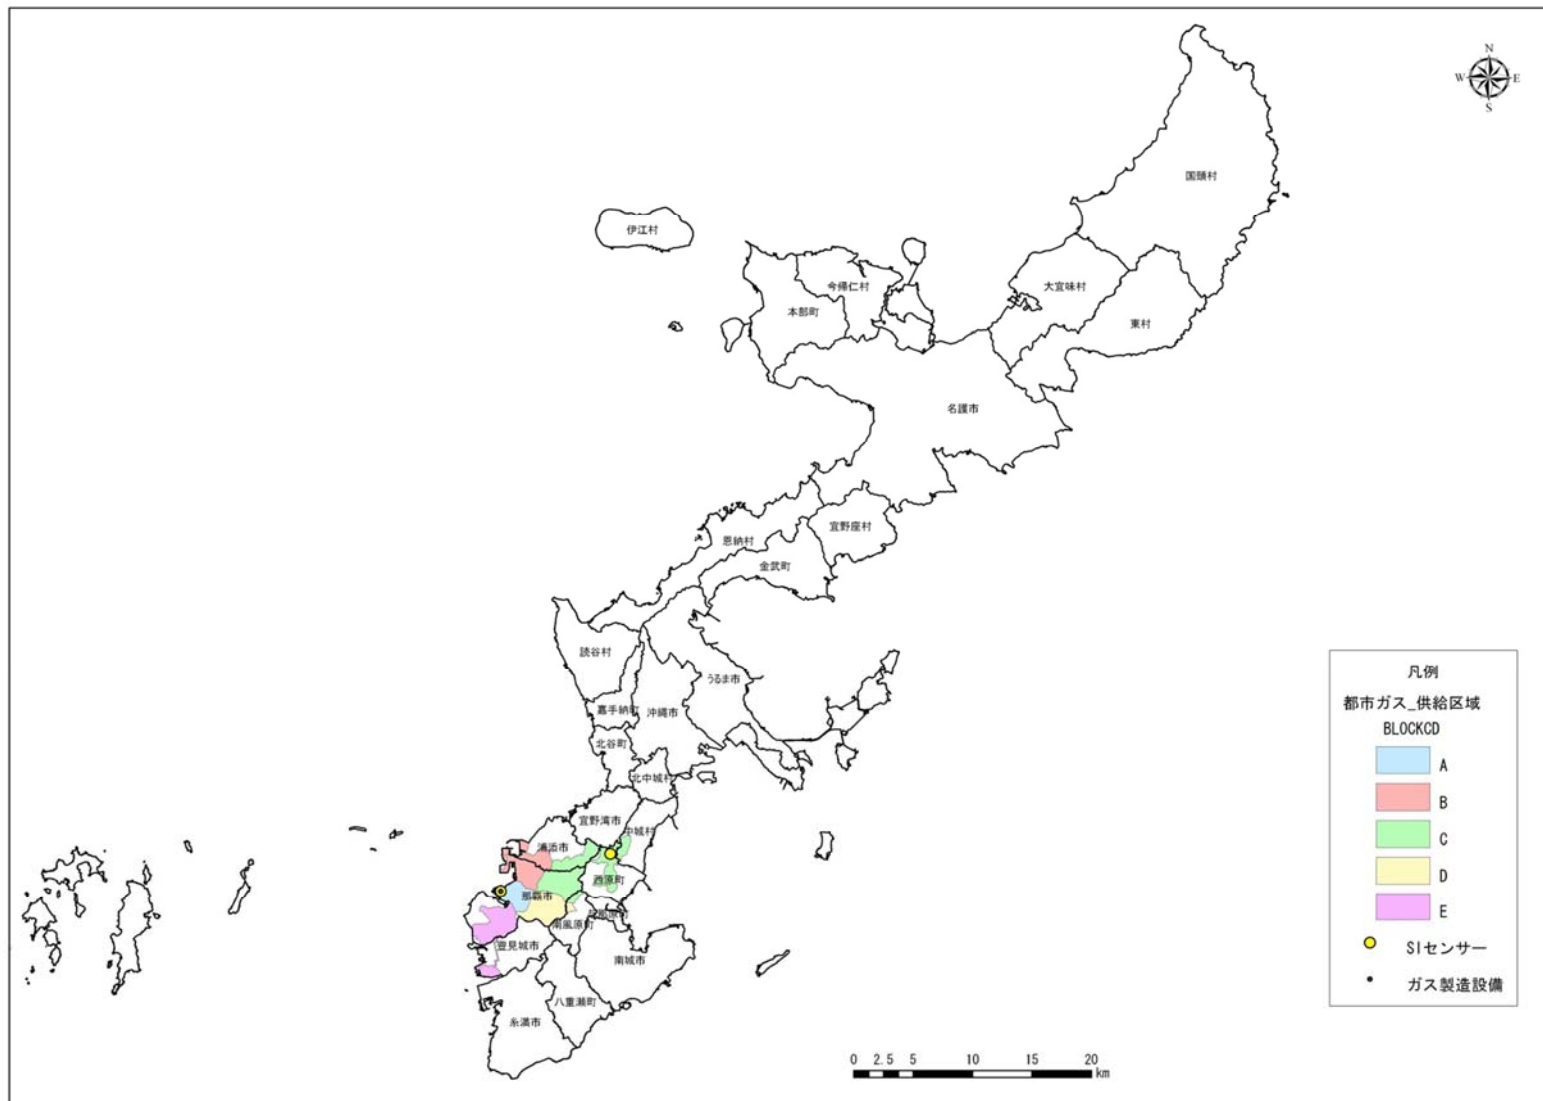 N
W E
S
国頭村
伊江村
大宜味村
今帰仁村
本部町
東村
名護市
宜野座村
恩納村
金武町
読谷村
うるま市
嘉手納町
沖縄市
北谷町
北中城村
宜野湾市
中城村
浦添市
西原町
那覇市
与那原町
南風原町
豊見城市
南城市
八重瀬町
糸満市
凡例
都市ガス_供給区域
BLOCKCD
A
B
C
D
E
SIセンサー
ガス製造設備
0 2.5 5 10 15 20
km